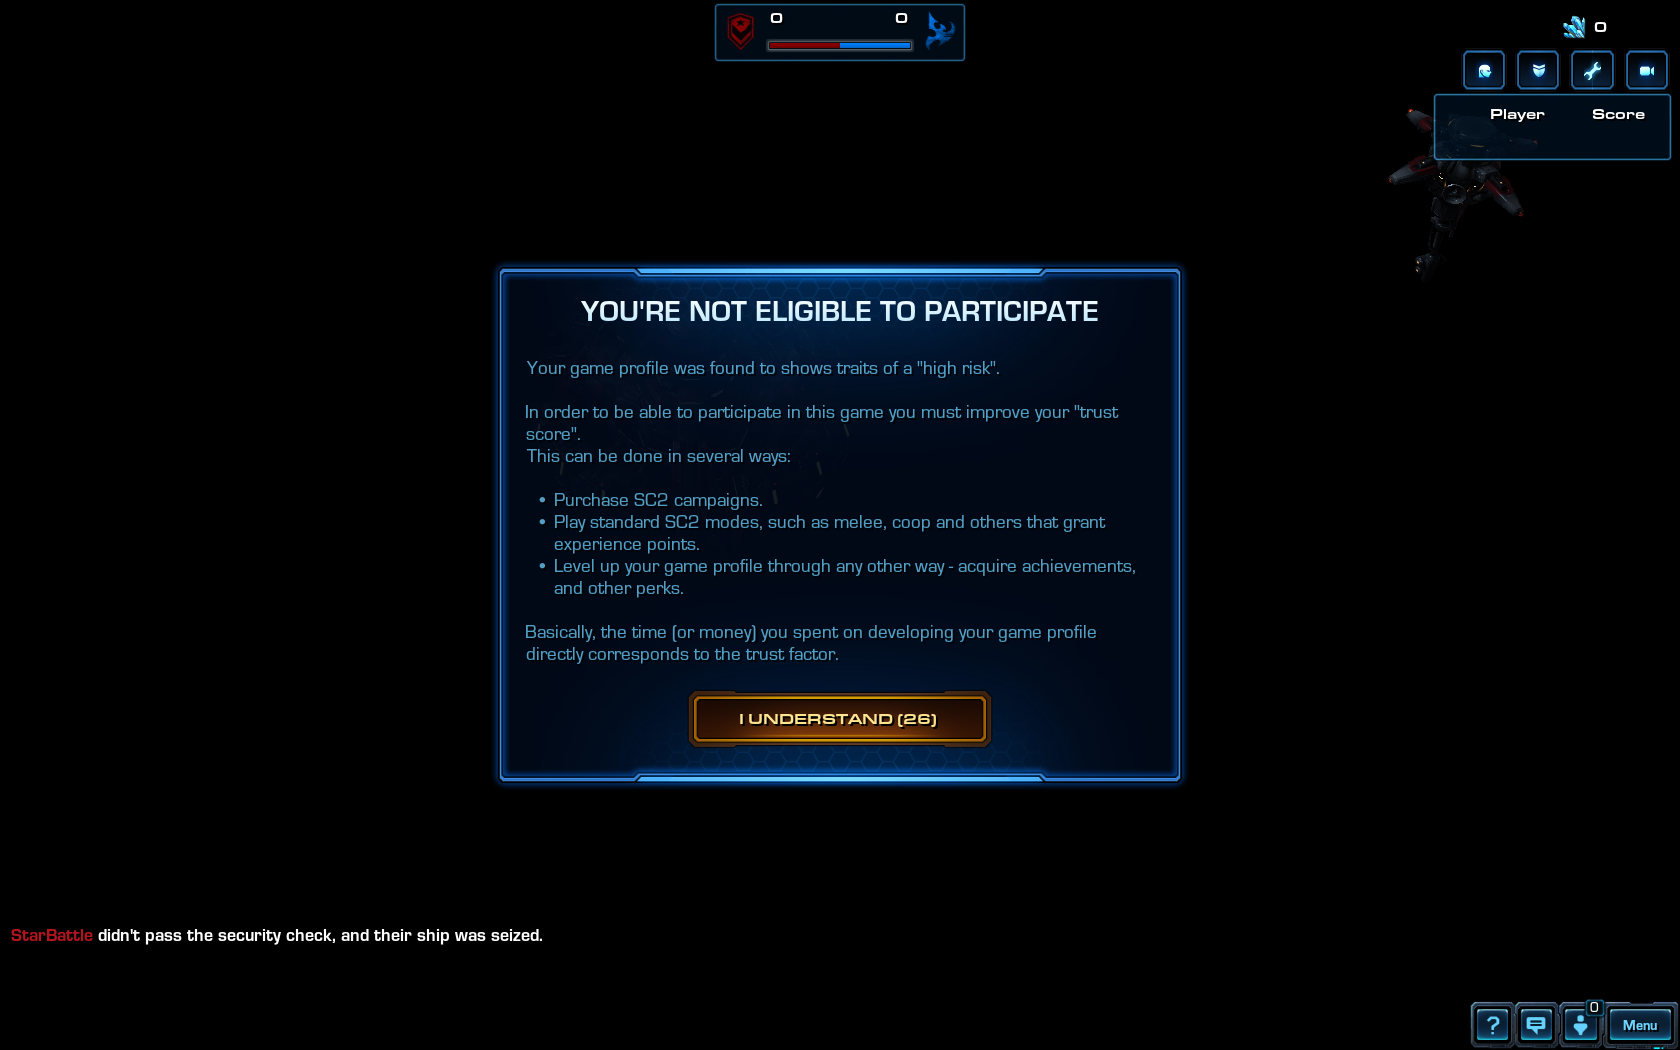 0 0
0
Player Score
YOU'RE NOT ELIGIBLE TO PARTICIPATE
Your game profile was found to shows traits of a "high risk".
In order to be able to participate in this game you must improve your "trust
score".
This can be done in several ways:
• Purchase SC2 campaigns.
• Play standard SC2 modes, such as melee, coop and others that grant
experience points.
• Level up your game profile through any other way - acquire achievements,
and other perks.
Basically, the time (or money) you spent on developing your game profile
directly corresponds to the trust factor.
I UNDERSTAND (26)
StarBattle didn't pass the security check, and their ship was seized.
0
? Menu